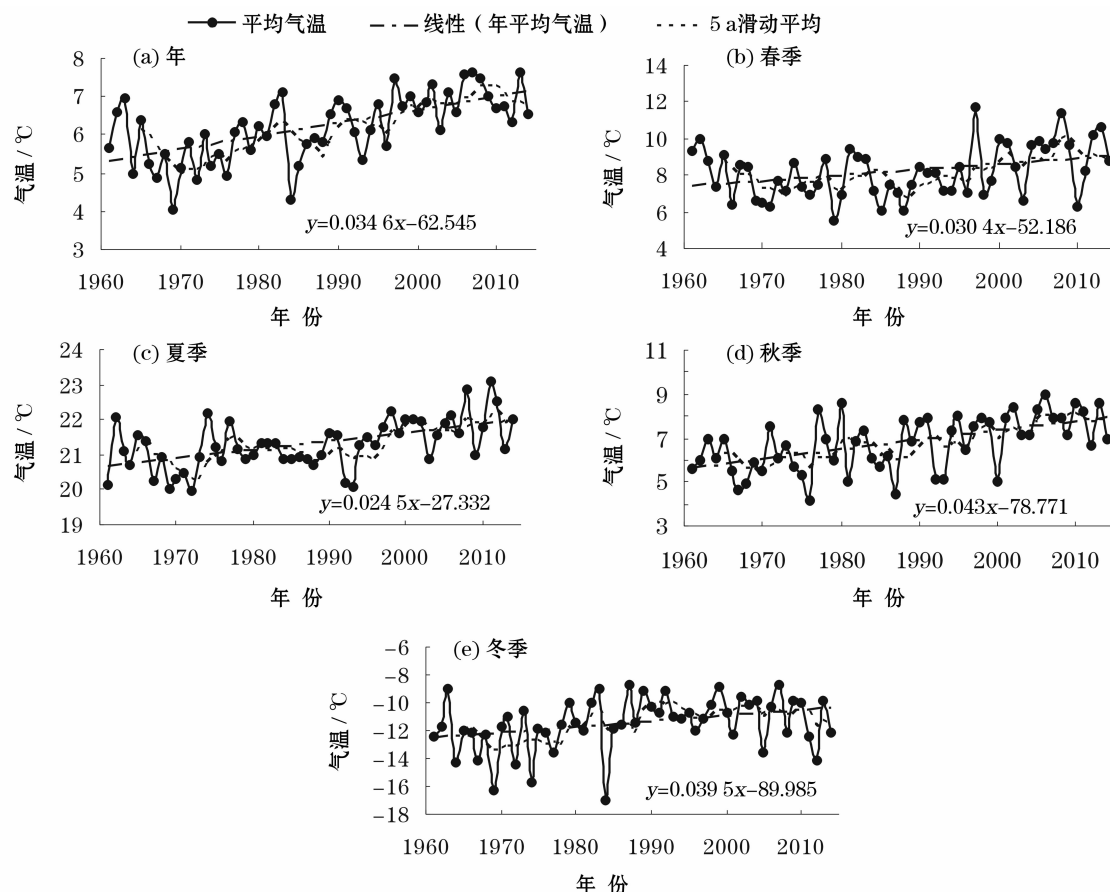 平均气温 线性（年平均气温） 5 a滑动平均
(a) 年
8
7
6
5
4
3
气温 / ℃
y=0.034 6x−62.545
1960 1970 1980 1990 2000 2010
年 份
(b) 春季
14
12
10
8
6
4
气温 / ℃
y=0.030 4x−52.186
1960 1970 1980 1990 2000 2010
年 份
(c) 夏季
24
23
22
21
20
19
气温 / ℃
y=0.024 5x−27.332
1960 1970 1980 1990 2000 2010
年 份
(d) 秋季
11
9
7
5
3
气温 / ℃
y=0.043x−78.771
1960 1970 1980 1990 2000 2010
年 份
(e) 冬季
−6
−8
−10
−12
−14
−16
−18
气温 / ℃
y=0.039 5x−89.985
1960 1970 1980 1990 2000 2010
年 份